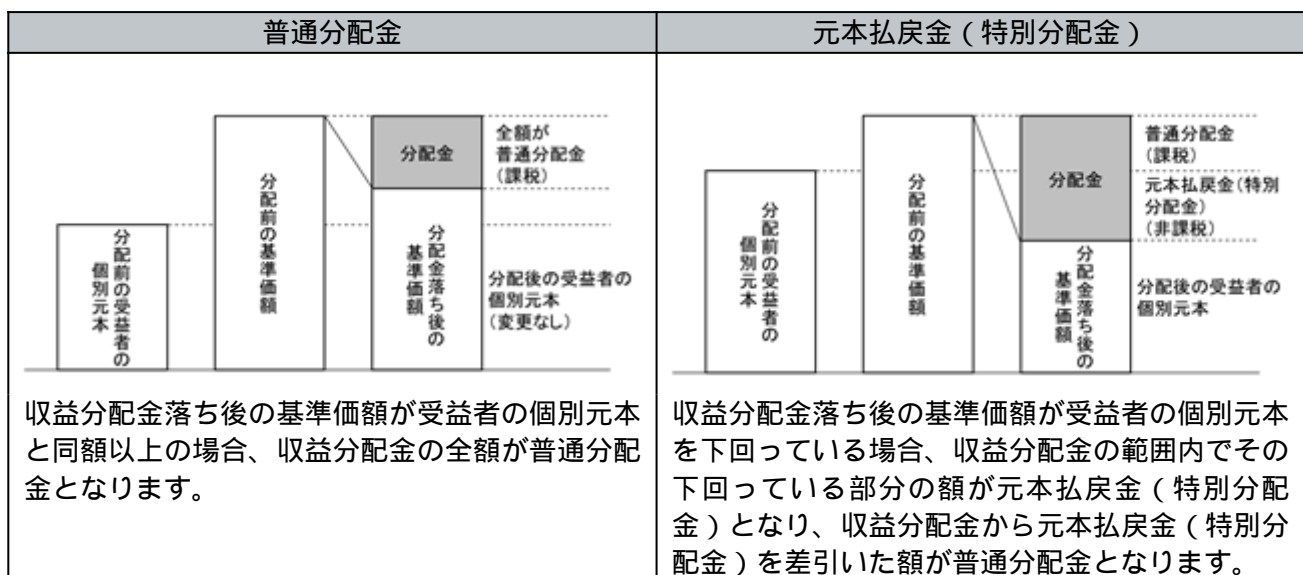 普通分配金
分配前の受益者の
個別元本
分配前の基準価額
分配金
分配金落ち後の
基準価額
全額が
普通分配金
(課税)
分配後の受益者の
個別元本
(変更なし)
収益分配金落ち後の基準価額が受益者の個別元本
と同額以上の場合、収益分配金の全額が普通分配
金となります。
元本払戻金(特別分配金)
分配前の受益者の
個別元本
分配前の基準価額
分配金
分配金落ち後の
基準価額
普通分配金
(課税)
元本払戻金(特別
分配金)
(非課税)
分配後の受益者の
個別元本
収益分配金落ち後の基準価額が受益者の個別元本
を下回っている場合、収益分配金の範囲内でその
下回っている部分の額が元本払戻金(特別分配
金)となり、収益分配金から元本払戻金(特別分
配金)を差引いた額が普通分配金となります。